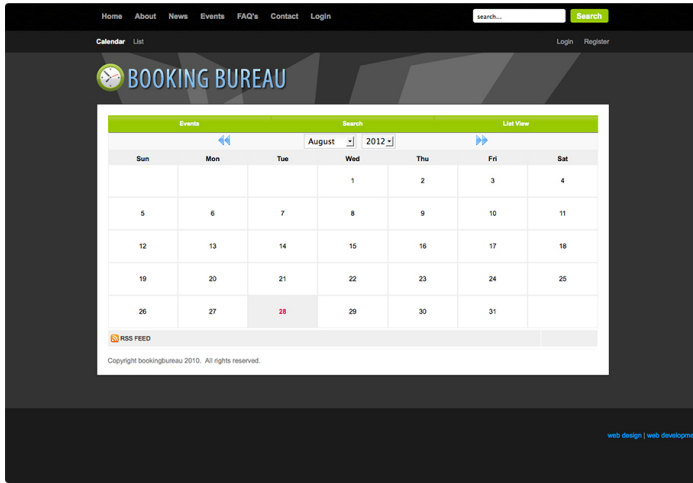 Home About News Events FAQ's Contact Login search... Search
Calendar List Login Register
BOOKING BUREAU
Events Search List View
August 2012
Sun Mon Tue Wed Thu Fri Sat
1 2 3 4
5 6 7 8 9 10 11
12 13 14 15 16 17 18
19 20 21 22 23 24 25
26 27 28 29 30 31
RSS FEED
Copyright bookingbureau 2010. All rights reserved.
web design | web developme